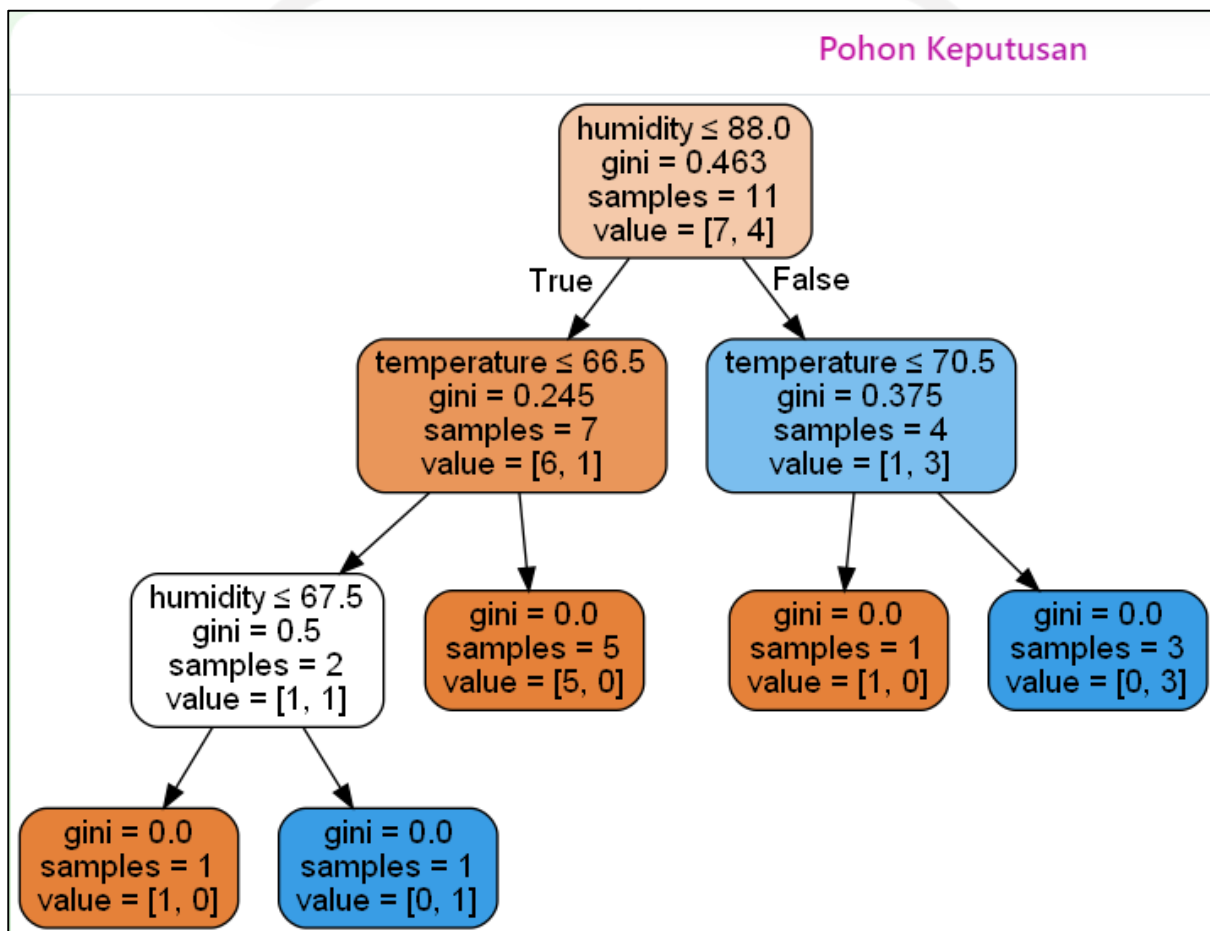 Pohon Keputusan
humidity ≤ 88.0
gini = 0.463
samples = 11
value = [7, 4]
True
False
temperature ≤ 66.5
gini = 0.245
samples = 7
value = [6, 1]
temperature ≤ 70.5
gini = 0.375
samples = 4
value = [1, 3]
humidity ≤ 67.5
gini = 0.5
samples = 2
value = [1, 1]
gini = 0.0
samples = 5
value = [5, 0]
gini = 0.0
samples = 1
value = [1, 0]
gini = 0.0
samples = 3
value = [0, 3]
gini = 0.0
samples = 1
value = [1, 0]
gini = 0.0
samples = 1
value = [0, 1]